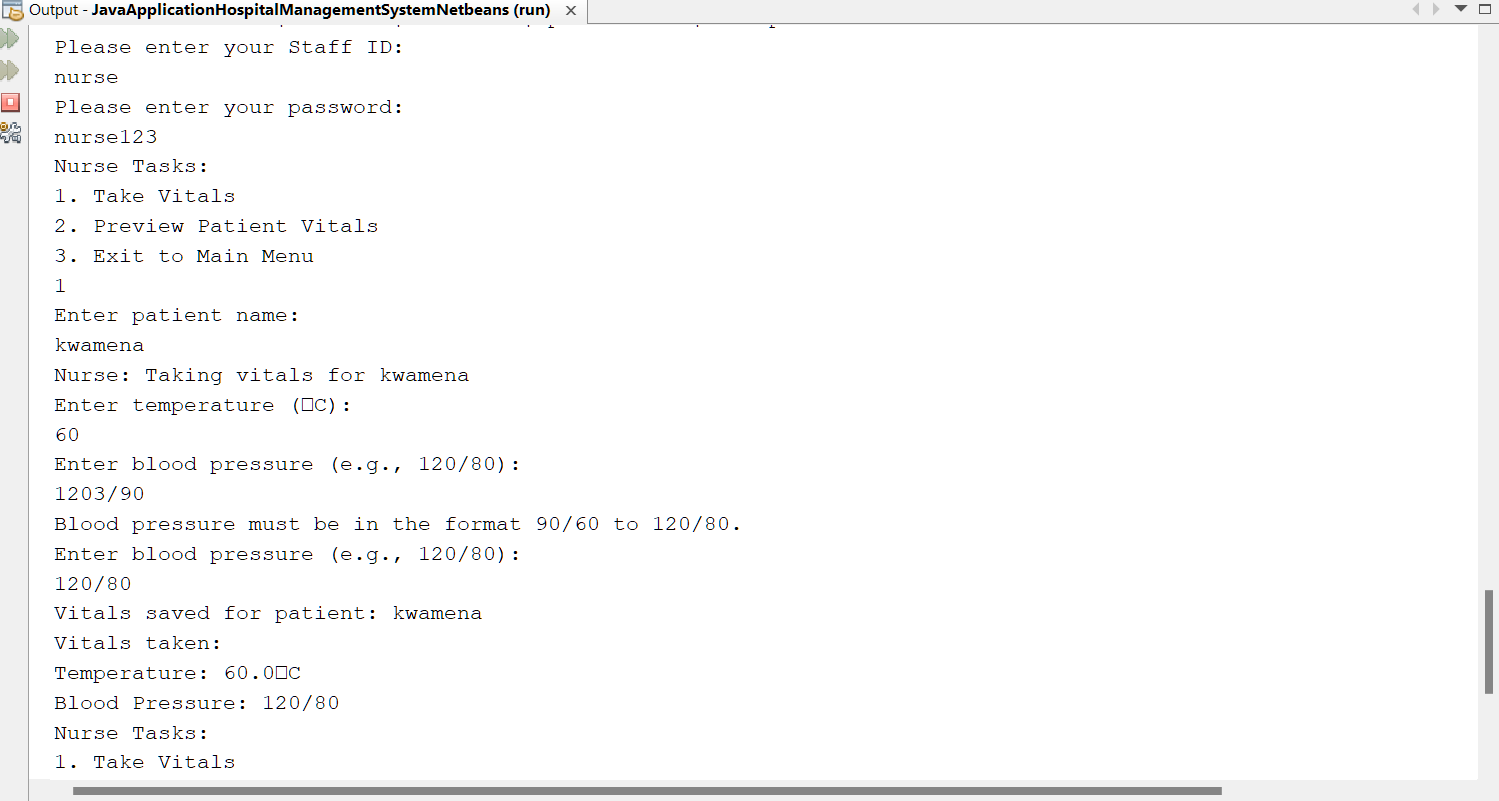 Output - JavaApplicationHospitalManagementSystemNetbeans (run) ×
Please enter your Staff ID:
nurse
Please enter your password:
nurse123
Nurse Tasks:
1. Take Vitals
2. Preview Patient Vitals
3. Exit to Main Menu
1
Enter patient name:
kwamena
Nurse: Taking vitals for kwamena
Enter temperature (□C):
60
Enter blood pressure (e.g., 120/80):
1203/90
Blood pressure must be in the format 90/60 to 120/80.
Enter blood pressure (e.g., 120/80):
120/80
Vitals saved for patient: kwamena
Vitals taken:
Temperature: 60.0□C
Blood Pressure: 120/80
Nurse Tasks:
1. Take Vitals